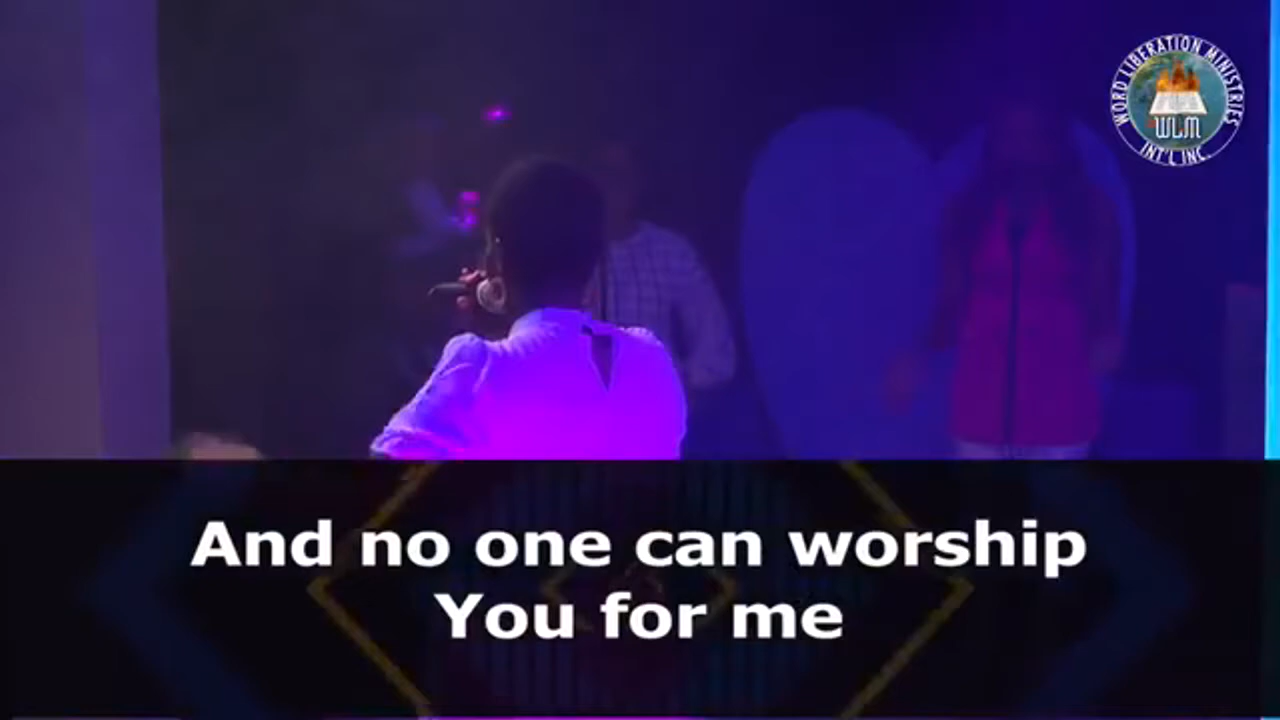 WORD LIBERATION MINISTRIES
WLM
INT'L INC.
And no one can worship
You for me